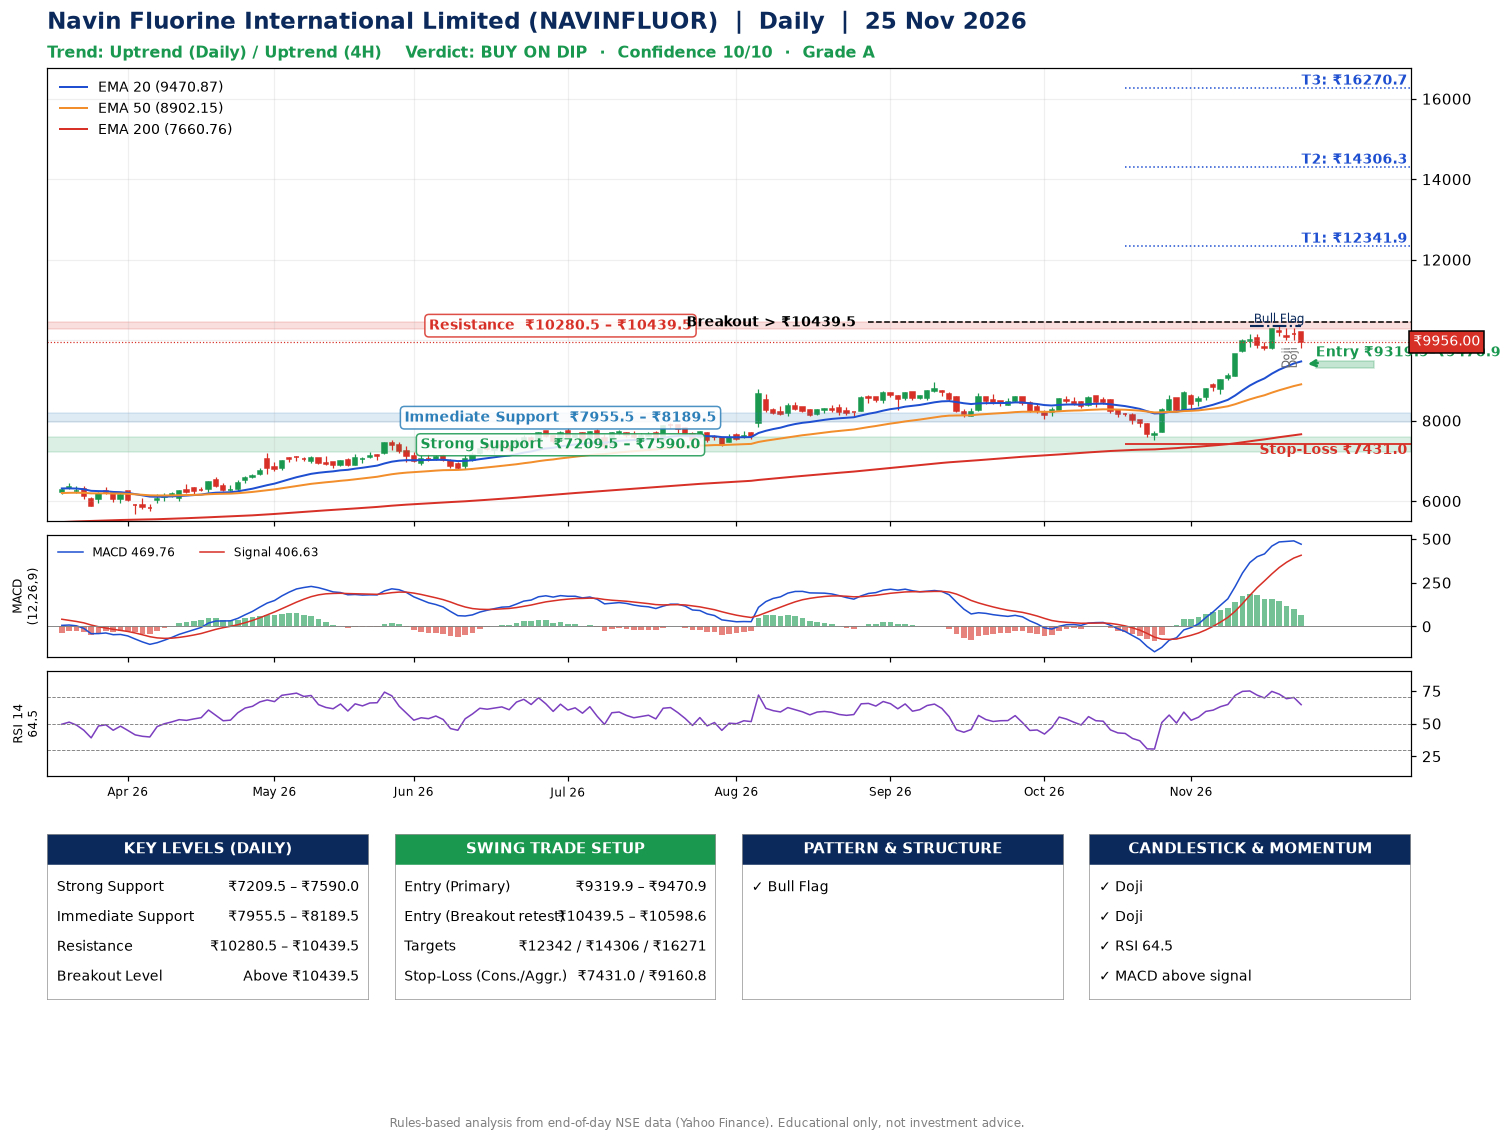 Navin Fluorine International Limited (NAVINFLUOR) | Daily | 25 Nov 2026
Trend: Uptrend (Daily) / Uptrend (4H) Verdict: BUY ON DIP · Confidence 10/10 · Grade A
EMA 20 (9470.87)
EMA 50 (8902.15)
EMA 200 (7660.76)
T3: ₹16270.7
16000
T2: ₹14306.3
14000
T1: ₹12341.9
12000
Resistance ₹10280.5 – ₹10439.5
Breakout > ₹10439.5
Bull Flag
Doji
Doji
₹9956.00
Entry ₹9319.9
Immediate Support ₹7955.5 – ₹8189.5
8000
Strong Support ₹7209.5 – ₹7590.0
Stop-Loss ₹7431.0
6000
MACD (12,26,9)
MACD 469.76
Signal 406.63
500
250
0
RSI 14
64.5
75
50
25
Apr 26
May 26
Jun 26
Jul 26
Aug 26
Sep 26
Oct 26
Nov 26
KEY LEVELS (DAILY)
Strong Support ₹7209.5 – ₹7590.0
Immediate Support ₹7955.5 – ₹8189.5
Resistance ₹10280.5 – ₹10439.5
Breakout Level Above ₹10439.5
SWING TRADE SETUP
Entry (Primary) ₹9319.9 – ₹9470.9
Entry (Breakout retest) ₹10439.5 – ₹10598.6
Targets ₹12342 / ₹14306 / ₹16271
Stop-Loss (Cons./Aggr.) ₹7431.0 / ₹9160.8
PATTERN & STRUCTURE
✓ Bull Flag
CANDLESTICK & MOMENTUM
✓ Doji
✓ Doji
✓ RSI 64.5
✓ MACD above signal
Rules-based analysis from end-of-day NSE data (Yahoo Finance). Educational only, not investment advice.